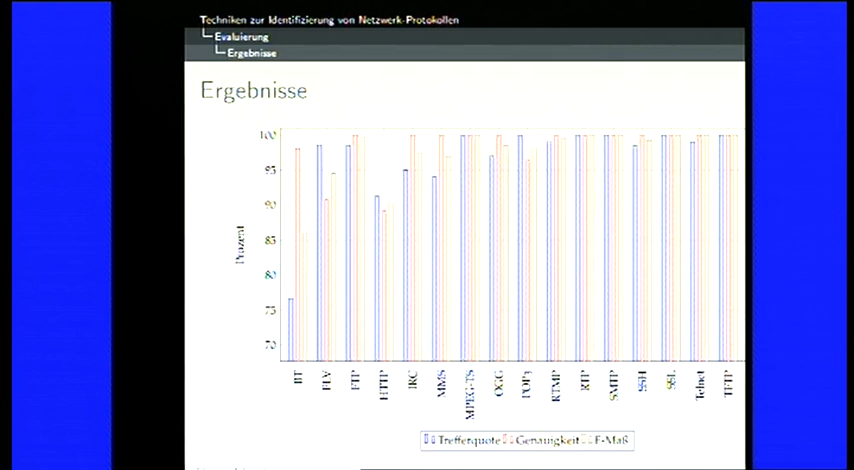 Techniken zur Identifizierung von Netzwerk-Protokollen
Evaluierung
Ergebnisse
Ergebnisse
100
95
90
85
80
75
70
Prozent
BT
FLV
FTP
HTTP
IRC
MMS
MPEG-TS
OGG
POP3
RTMP
RTP
SMTP
SSH
SSL
Telnet
TFTP
Trefferquote Genauigkeit F-Maß